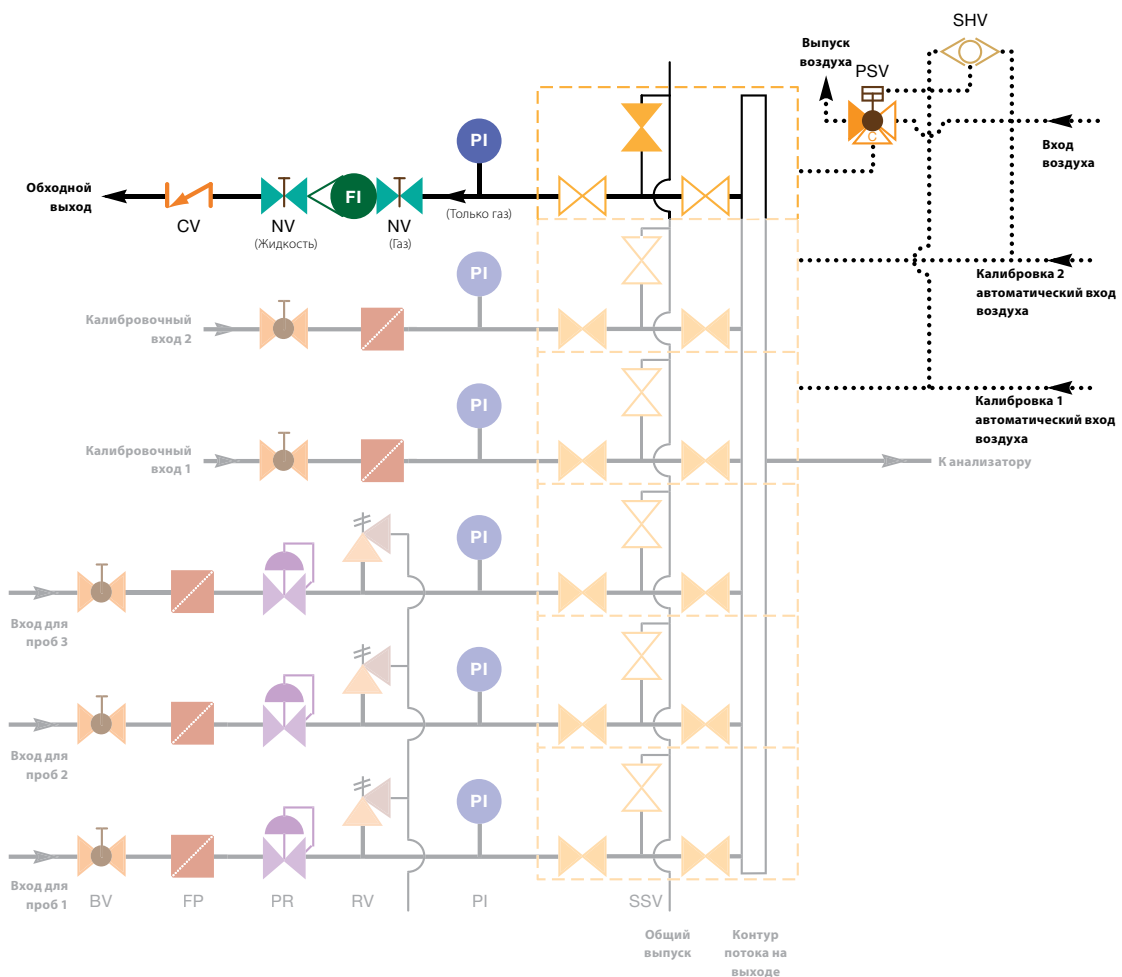 SHV
Выпуск
воздуха
PSV
C
Вход
воздуха
PI
Обходной
выход
FI
(Только газ)
CV
NV
(Жидкость)
NV
(Газ)
PI
Калибровка 2
автоматический вход
воздуха
Калибровочный
вход 2
PI
Калибровка 1
автоматический вход
воздуха
Калибровочный
вход 1
К анализатору
PI
Вход для
проб 3
PI
Вход для
проб 2
PI
Вход для
проб 1
BV
FP
PR
RV
PI
SSV
Общий
выпуск
Контур
потока на
выходе